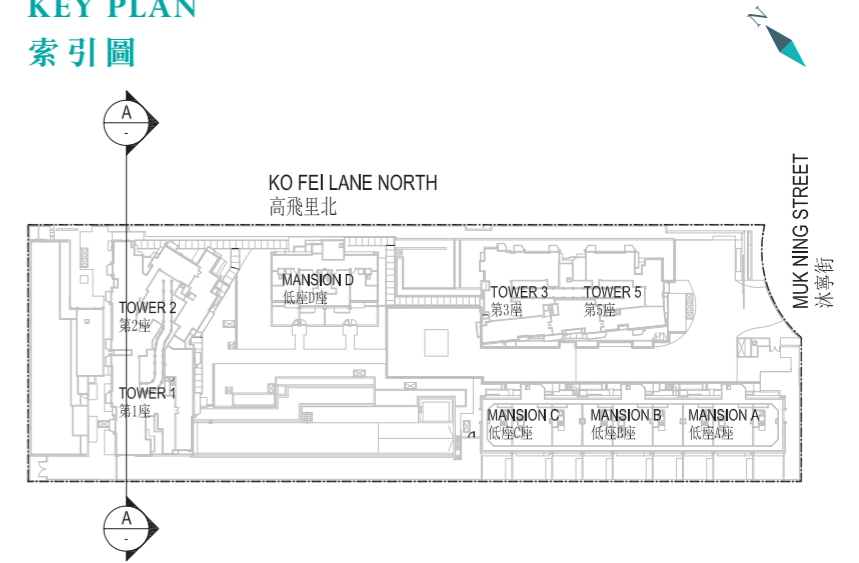 KEY PLAN
索引圖
N
A
-
KO FEI LANE NORTH
高飛里北
MUK NING STREET
沐寧街
MANSION D
低座D座
TOWER 2
第2座
TOWER 3
第3座
TOWER 5
第5座
TOWER 1
第1座
MANSION C
低座C座
MANSION B
低座B座
MANSION A
低座A座
A
-